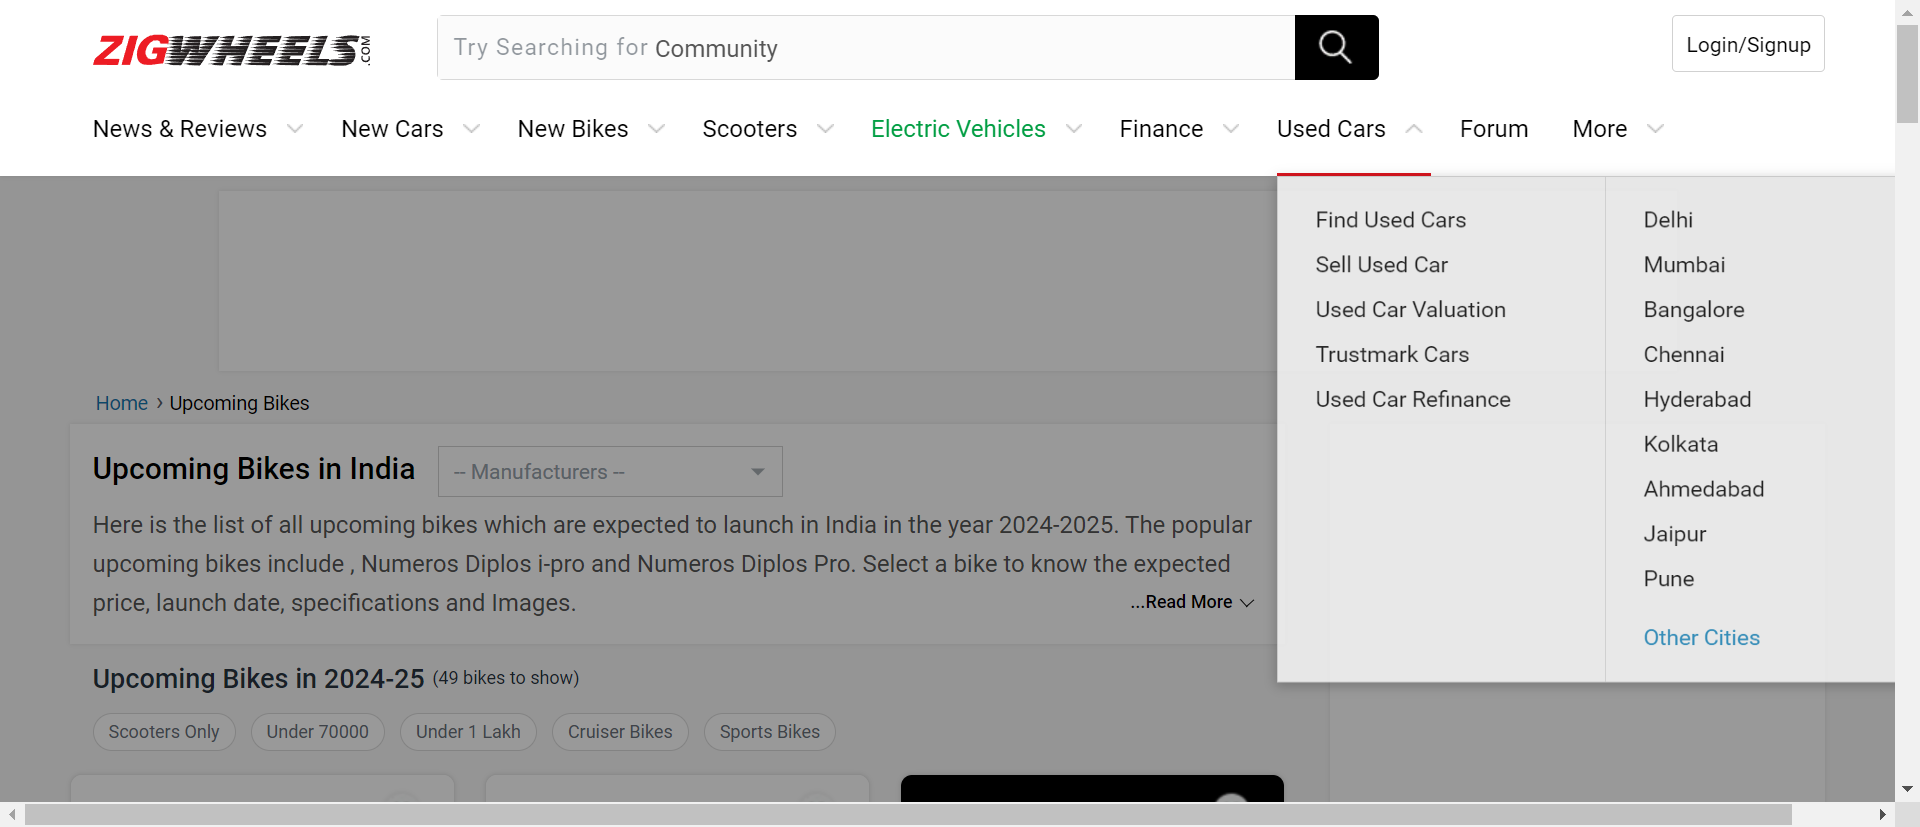 ZIGWHEELS.COM
Try Searching for Community
Login/Signup
News & Reviews
New Cars
New Bikes
Scooters
Electric Vehicles
Finance
Used Cars
Forum
More
Find Used Cars
Sell Used Car
Used Car Valuation
Trustmark Cars
Used Car Refinance
Delhi
Mumbai
Bangalore
Chennai
Hyderabad
Kolkata
Ahmedabad
Jaipur
Pune
Other Cities
Home › Upcoming Bikes
Upcoming Bikes in India
-- Manufacturers --
Here is the list of all upcoming bikes which are expected to launch in India in the year 2024-2025. The popular
upcoming bikes include , Numeros Diplos i-pro and Numeros Diplos Pro. Select a bike to know the expected
price, launch date, specifications and Images.
...Read More
Upcoming Bikes in 2024-25 (49 bikes to show)
Scooters Only
Under 70000
Under 1 Lakh
Cruiser Bikes
Sports Bikes